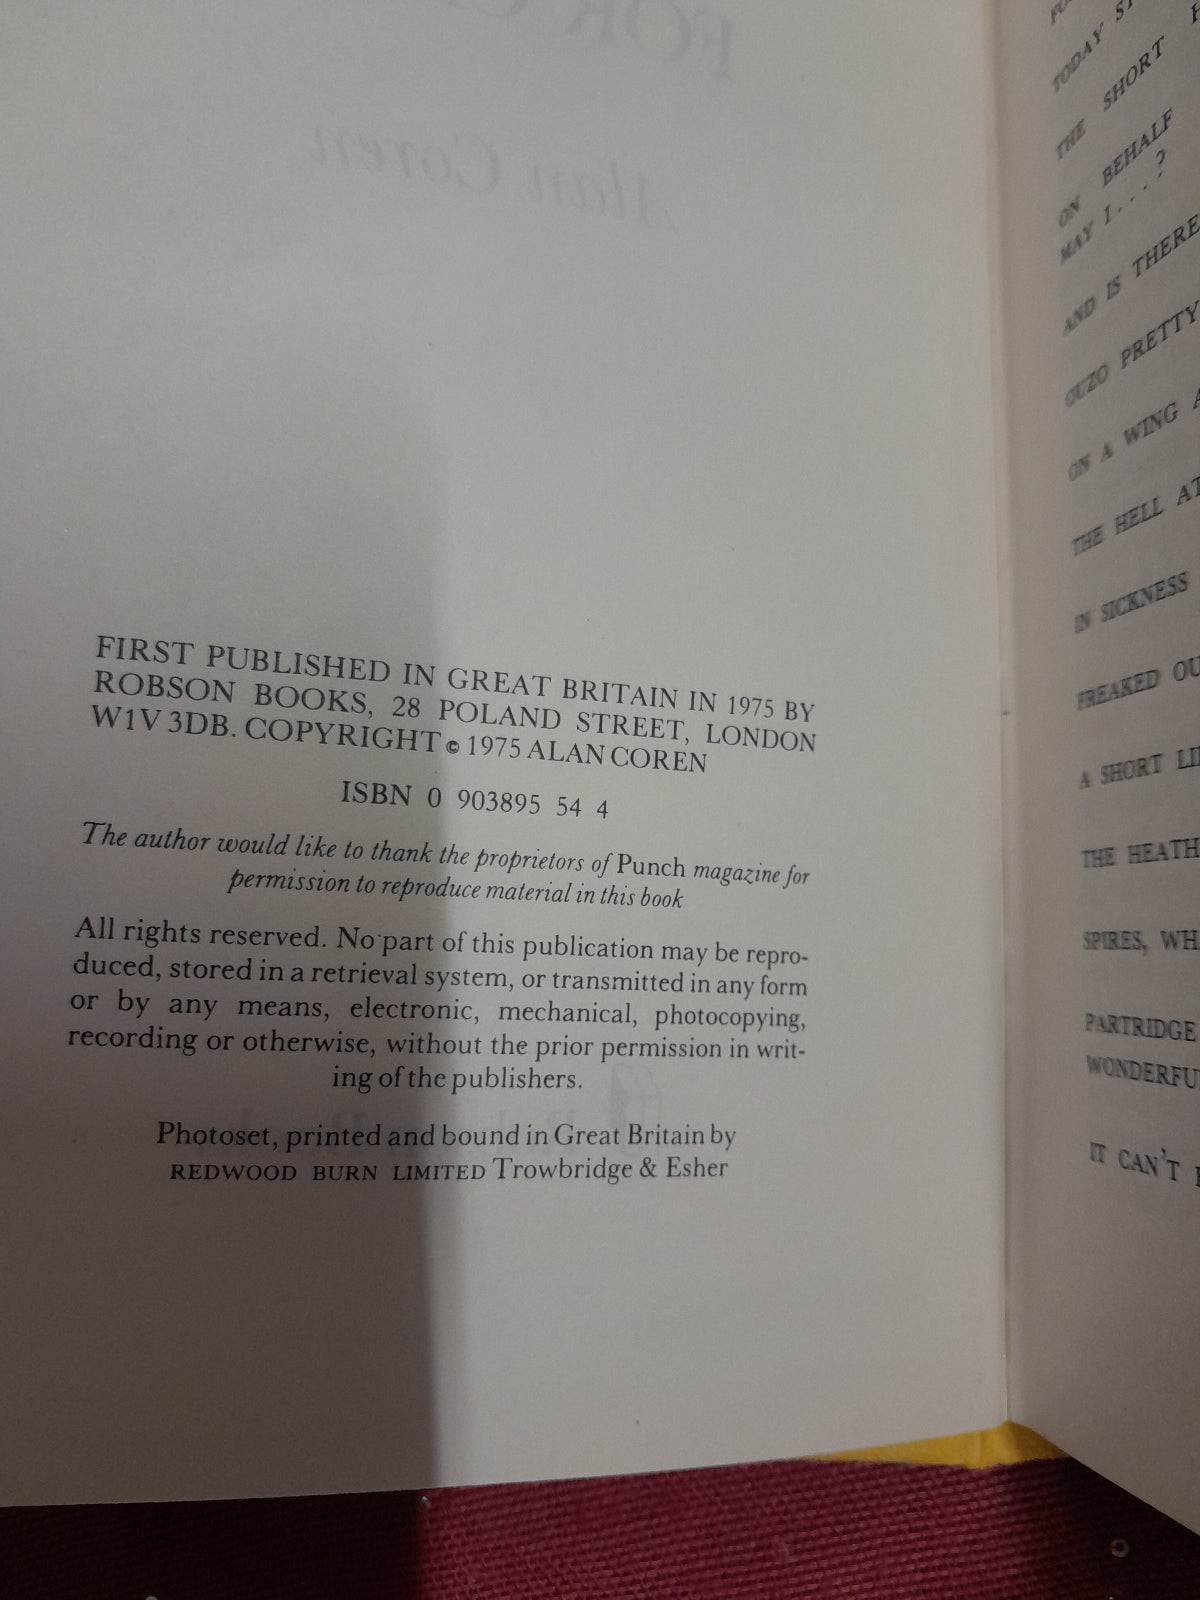 FOR
Alan Coren
FIRST PUBLISHED IN GREAT BRITAIN IN 1975 BY
ROBSON BOOKS, 28 POLAND STREET, LONDON
W1V 3DB. COPYRIGHT © 1975 ALAN COREN
ISBN 0 903895 54 4
The author would like to thank the proprietors of Punch magazine for
permission to reproduce material in this book
All rights reserved. No part of this publication may be repro-
duced, stored in a retrieval system, or transmitted in any form
or by any means, electronic, mechanical, photocopying,
recording or otherwise, without the prior permission in writ-
ing of the publishers.
Photoset, printed and bound in Great Britain by
REDWOOD BURN LIMITED Trowbridge & Esher
TODAY
THE SHORT
ON BEHALF
MAY I . . . ?
AND IS THERE
OUZO PRETTY
ON A WING
THE HELL
IN SICKNESS
FREAKED
A SHORT
THE
SPIRES,
PARTRIDGE
IT CAN'T